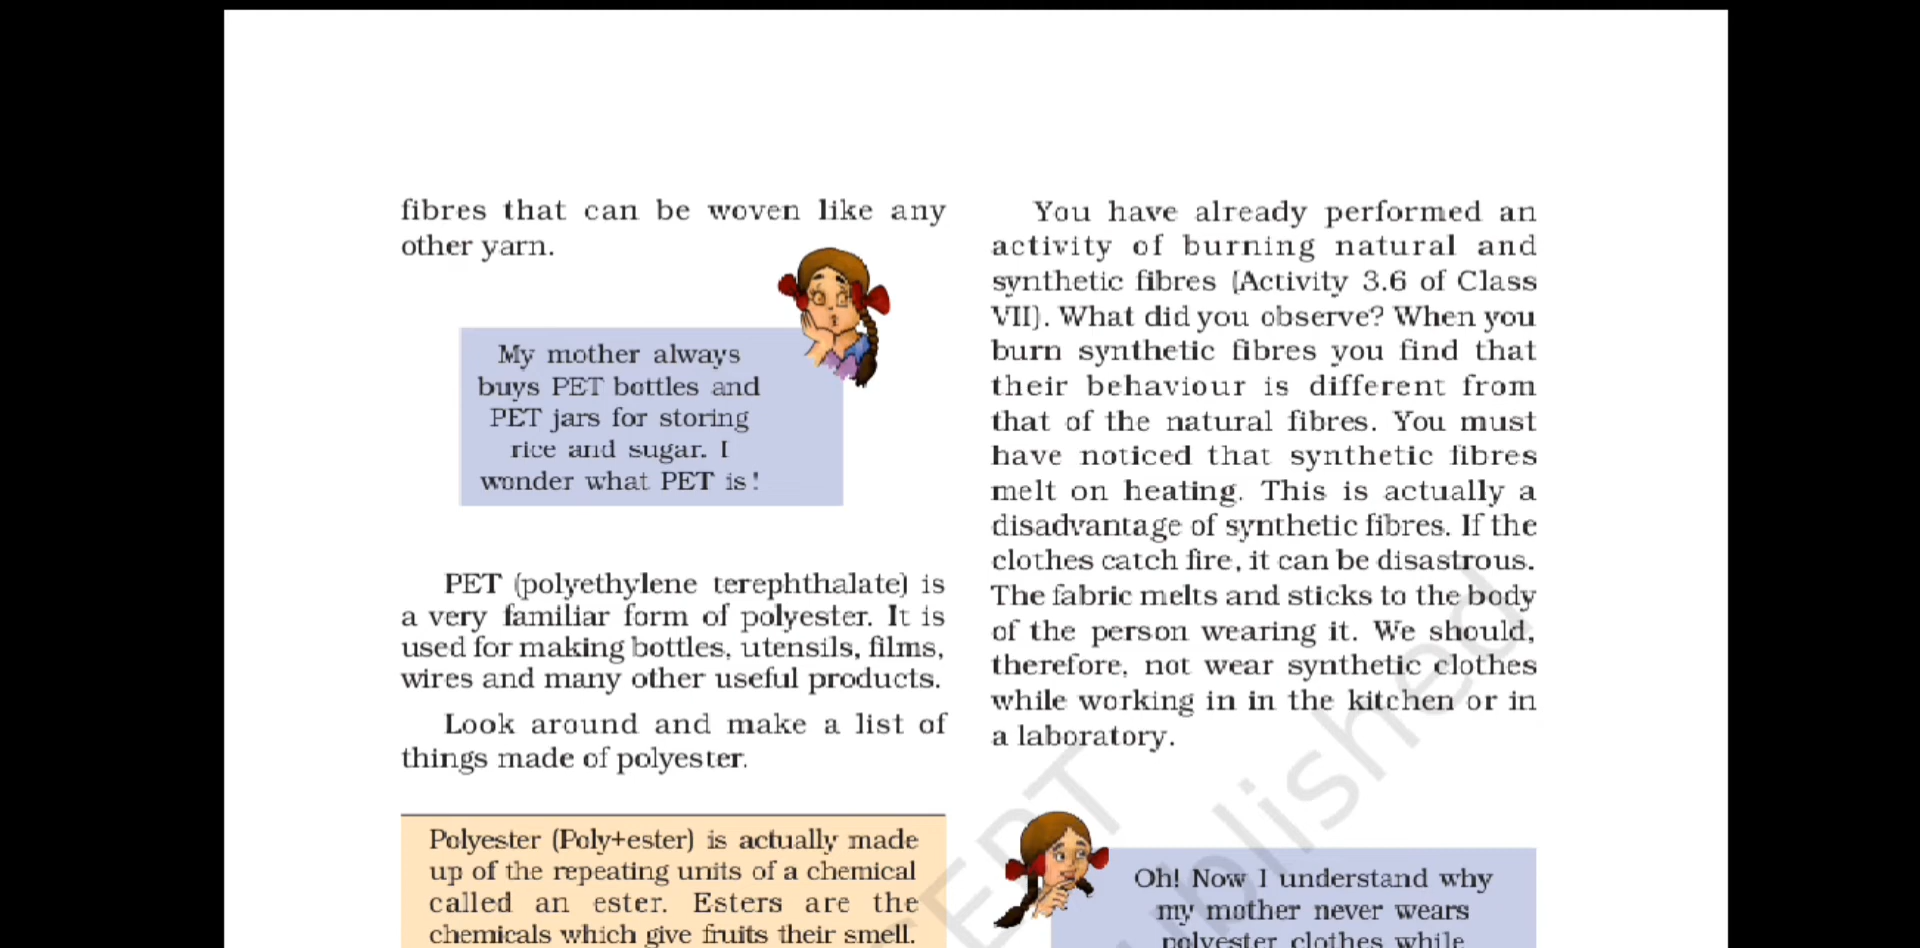 fibres that can be woven like any
other yarn.
My mother always
buys PET bottles and
PET jars for storing
rice and sugar. I
wonder what PET is!
PET (polyethylene terephthalate) is
a very familiar form of polyester. It is
used for making bottles, utensils, films,
wires and many other useful products.
Look around and make a list of
things made of polyester.
Polyester (Poly+ester) is actually made
up of the repeating units of a chemical
called an ester. Esters are the
chemicals which give fruits their smell.
You have already performed an
activity of burning natural and
synthetic fibres (Activity 3.6 of Class
VII). What did you observe? When you
burn synthetic fibres you find that
their behaviour is different from
that of the natural fibres. You must
have noticed that synthetic fibres
melt on heating. This is actually a
disadvantage of synthetic fibres. If the
clothes catch fire, it can be disastrous.
The fabric melts and sticks to the body
of the person wearing it. We should,
therefore, not wear synthetic clothes
while working in in the kitchen or in
a laboratory.
Oh! Now I understand why
my mother never wears
polyester clothes while